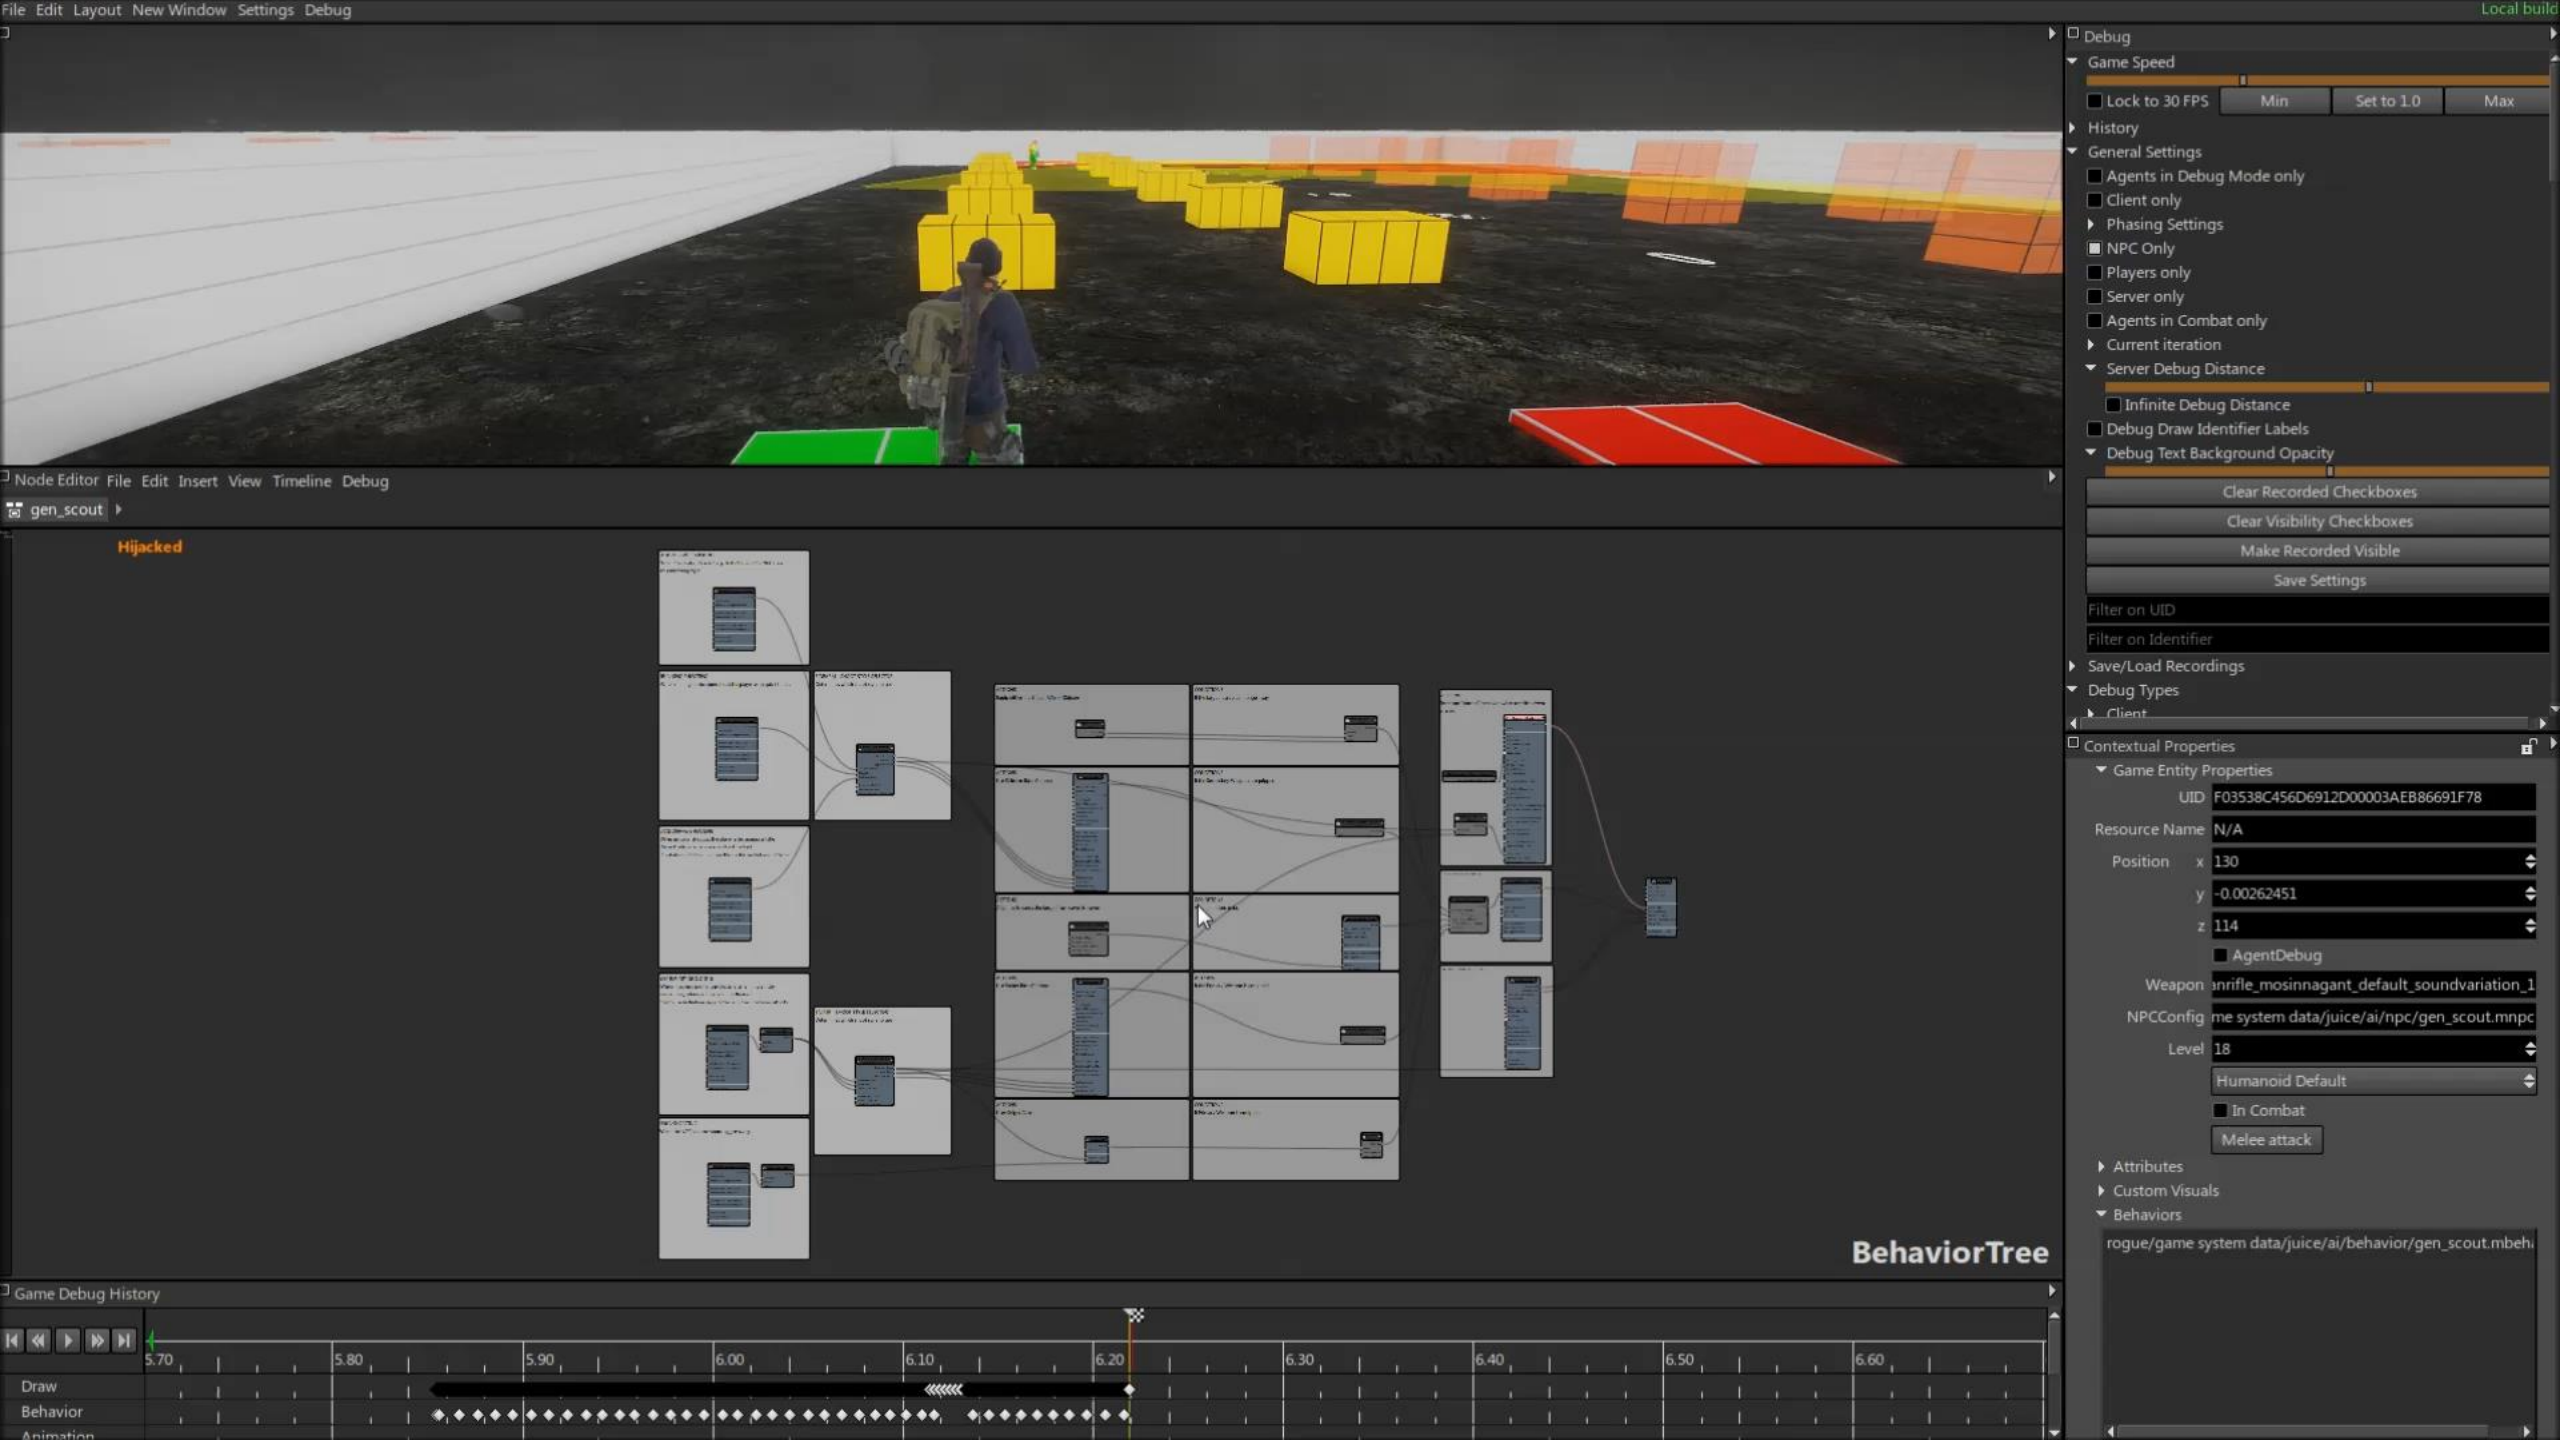 File Edit Layout New Window Settings Debug
Local build
Debug
Game Speed
Lock to 30 FPS Min Set to 1.0 Max
History
General Settings
Agents in Debug Mode only
Client only
Phasing Settings
NPC Only
Players only
Server only
Agents in Combat only
Current iteration
Server Debug Distance
Infinite Debug Distance
Debug Draw Identifier Labels
Debug Text Background Opacity
Clear Recorded Checkboxes
Clear Visibility Checkboxes
Make Recorded Visible
Save Settings
Filter on UID
Filter on Identifier
Save/Load Recordings
Debug Types
Client
Node Editor File Edit Insert View Timeline Debug
gen_scout
Hijacked
BehaviorTree
Contextual Properties
Game Entity Properties
UID F03538C456D6912D00003AEB86691F78
Resource Name N/A
Position x 130
y -0.00262451
z 114
AgentDebug
Weapon anrifle_mosinnagant_default_soundvariation_1
NPCConfig me system data/juice/ai/npc/gen_scout.mnpc
Level 18
Humanoid Default
In Combat
Melee attack
Attributes
Custom Visuals
Behaviors
rogue/game system data/juice/ai/behavior/gen_scout.mbeha
Game Debug History
5.70 5.80 5.90 6.00 6.10 6.20 6.30 6.40 6.50 6.60
Draw
Behavior
Animation